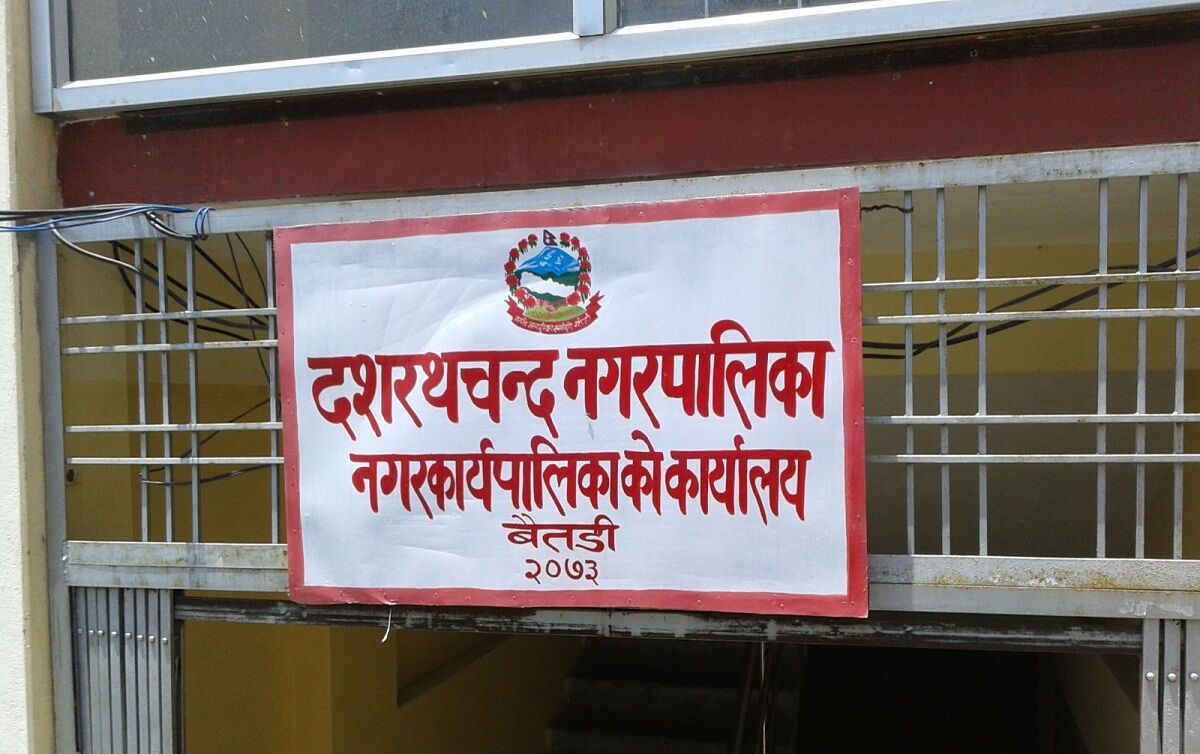 दशरथचन्द नगरपालिका
नगरकार्यपालिकाको कार्यालय
बैतडी
२०७३